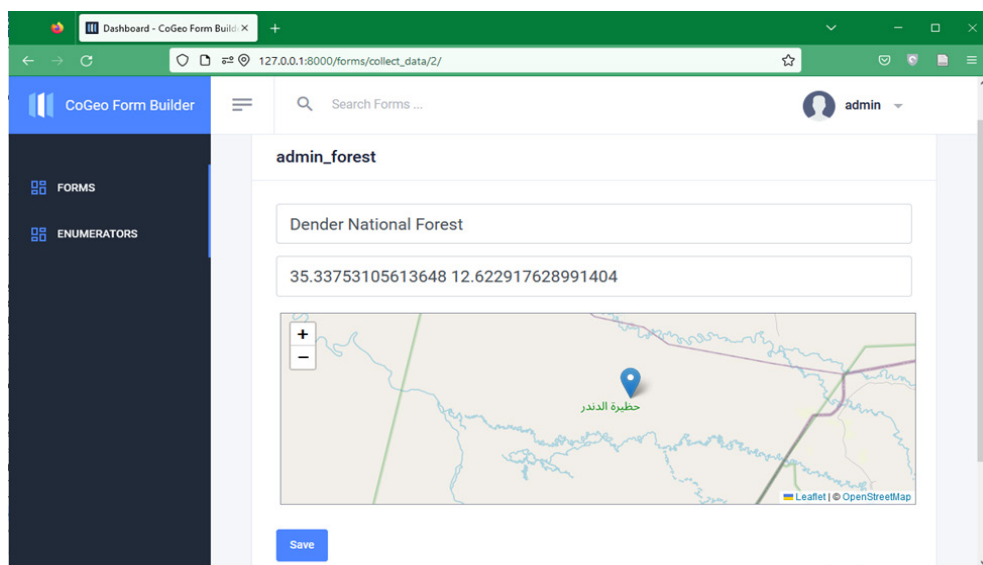 Dashboard - CoGeo Form Build
127.0.0.1:8000/forms/collect_data/2/
CoGeo Form Builder
Search Forms ...
admin
admin_forest
FORMS
ENUMERATORS
Dender National Forest
35.33753105613648 12.622917628991404
+
−
حظيرة الدندر
Leaflet | © OpenStreetMap
Save